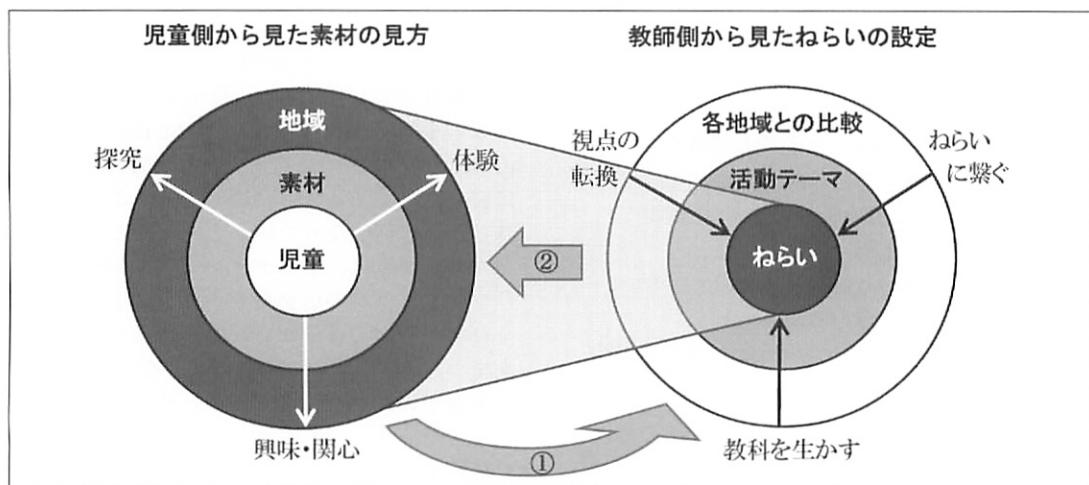 児童側から見た素材の見方
教師側から見たねらいの設定
地域
探究
体験
素材
児童
興味・関心
各地域との比較
視点の
転換
ねらい
に繋ぐ
活動テーマ
ねらい
教科を生かす
②
①